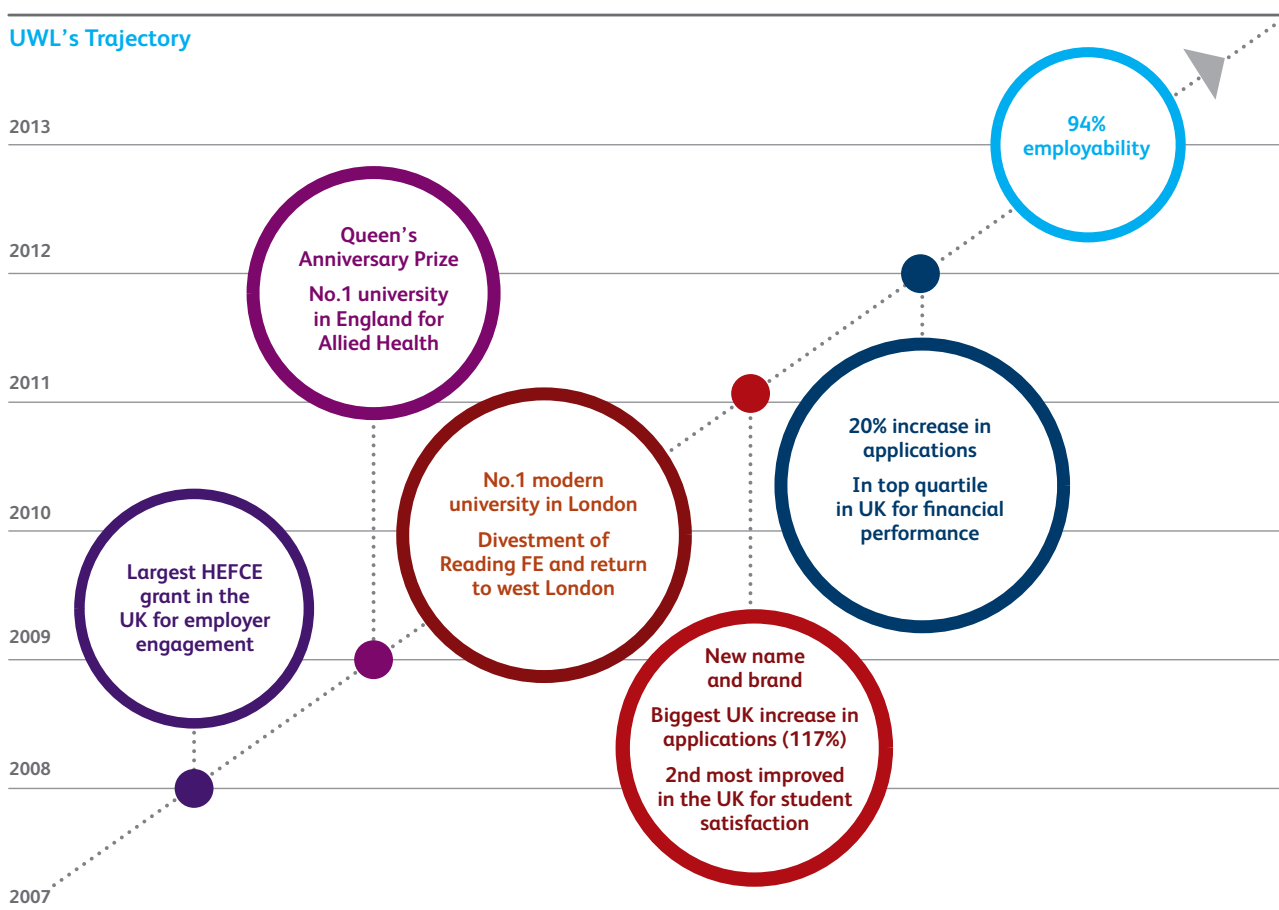 UWL's Trajectory
2013
94%
employability
Queen's
Anniversary Prize
No.1 university
in England for
Allied Health
2012
2011
No.1 modern
university in London
Divestment of
Reading FE and return
to west London
20% increase in
applications
In top quartile
in UK for financial
performance
2010
Largest HEFCE
grant in the
UK for employer
engagement
2009
New name
and brand
Biggest UK increase in
applications (117%)
2nd most improved
in the UK for student
satisfaction
2008
2007